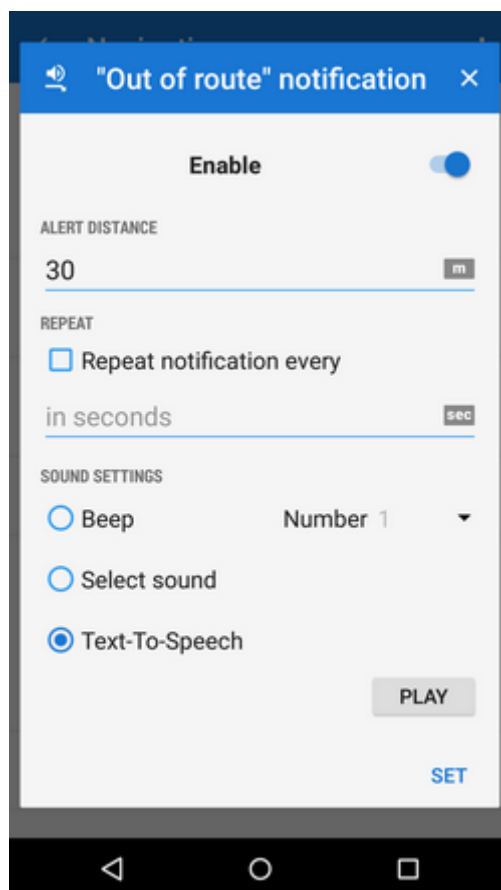 "Out of route" notification
Enable
ALERT DISTANCE
30 m
REPEAT
Repeat notification every
in seconds sec
SOUND SETTINGS
Beep Number 1
Select sound
Text-To-Speech
PLAY
SET